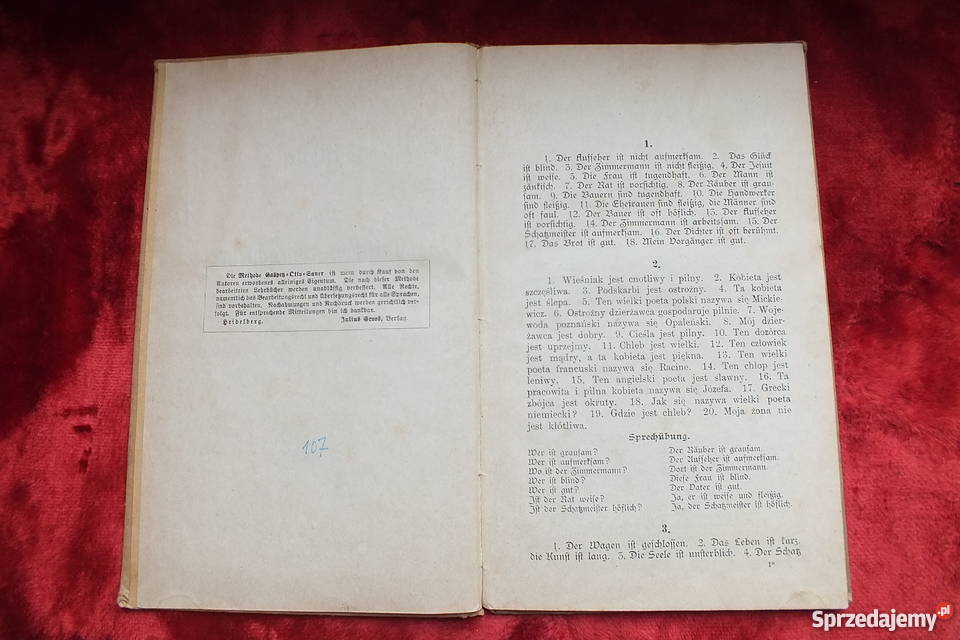 Die Methode Gaspey-Otto-Sauer ist mein durch Kauf von den
Autoren erworbenes alleiniges Eigentum. Die nach dieser Methode
bearbeiteten Lehrbücher werden unablässig verbessert. Alle Rechte,
namentlich das Bearbeitungsrecht und Übersetzungsrecht für alle Sprachen,
sind vorbehalten. Nachahmungen und Nachdruck werden gerichtlich ver-
folgt. Für entsprechende Mitteilungen bin ich dankbar.
Heidelberg. Julius Groos, Verlag.
107
1.
1. Der Aufseher ist nicht aufmerksam. 2. Das Glück
ist blind. 3. Der Zimmermann ist nicht fleißig. 4. Der Jesuit
ist weise. 5. Die Frau ist tugendhaft. 6. Der Mann ist
zänkisch. 7. Der Rat ist vorsichtig. 8. Der Räuber ist grau-
sam. 9. Die Bauern sind tugendhaft. 10. Die Handwerker
sind fleißig. 11. Die Ehefrauen sind fleißig, die Männer sind
oft faul. 12. Der Bauer ist oft höflich. 13. Der Aufseher
ist vorsichtig. 14. Der Zimmermann ist arbeitsam. 15. Der
Schatzmeister ist aufmerksam. 16. Der Dichter ist oft berühmt.
17. Das Brot ist gut. 18. Mein Vorgänger ist gut.
2.
1. Wieśniak jest cnotliwy i pilny. 2. Kobieta jest
szczęśliwa. 3. Podskarbi jest ostrożny. 4. Ta kobieta
jest ślepa. 5. Ten wielki poeta polski nazywa się Mickie-
wicz. 6. Ostrożny dzierżawca gospodaruje pilnie. 7. Woje-
woda poznański nazywa się Opaleński. 8. Mój dzier-
żawca jest dobry. 9. Cieśla jest pilny. 10. Ten dozórca
jest uprzejmy. 11. Chleb jest wielki. 12. Ten człowiek
jest mądry, a ta kobieta jest piękna. 13. Ten wielki
poeta francuski nazywa się Racine. 14. Ten chłop jest
leniwy. 15. Ten angielski poeta jest sławny. 16. Ta
pracowita i pilna kobieta nazywa się Józefa. 17. Grecki
zbójca jest okrutny. 18. Jak się nazywa wielki poeta
niemiecki? 19. Gdzie jest chleb? 20. Moja żona nie
jest kłótliwa.
Sprechübung.
Wer ist grausam? Der Räuber ist grausam.
Wer ist aufmerksam? Der Aufseher ist aufmerksam.
Wo ist der Zimmermann? Dort ist der Zimmermann.
Wer ist blind? Diese Frau ist blind.
Wer ist gut? Der Vater ist gut.
Ist der Rat weise? Ja, er ist weise und fleißig.
Ist der Schatzmeister höflich? Ja, der Schatzmeister ist höflich.
3.
1. Der Wagen ist geschlossen. 2. Das Leben ist kurz,
die Kunst ist lang. 3. Die Seele ist unsterblich. 4. Der Schatz
1*
Sprzedajemy.pl